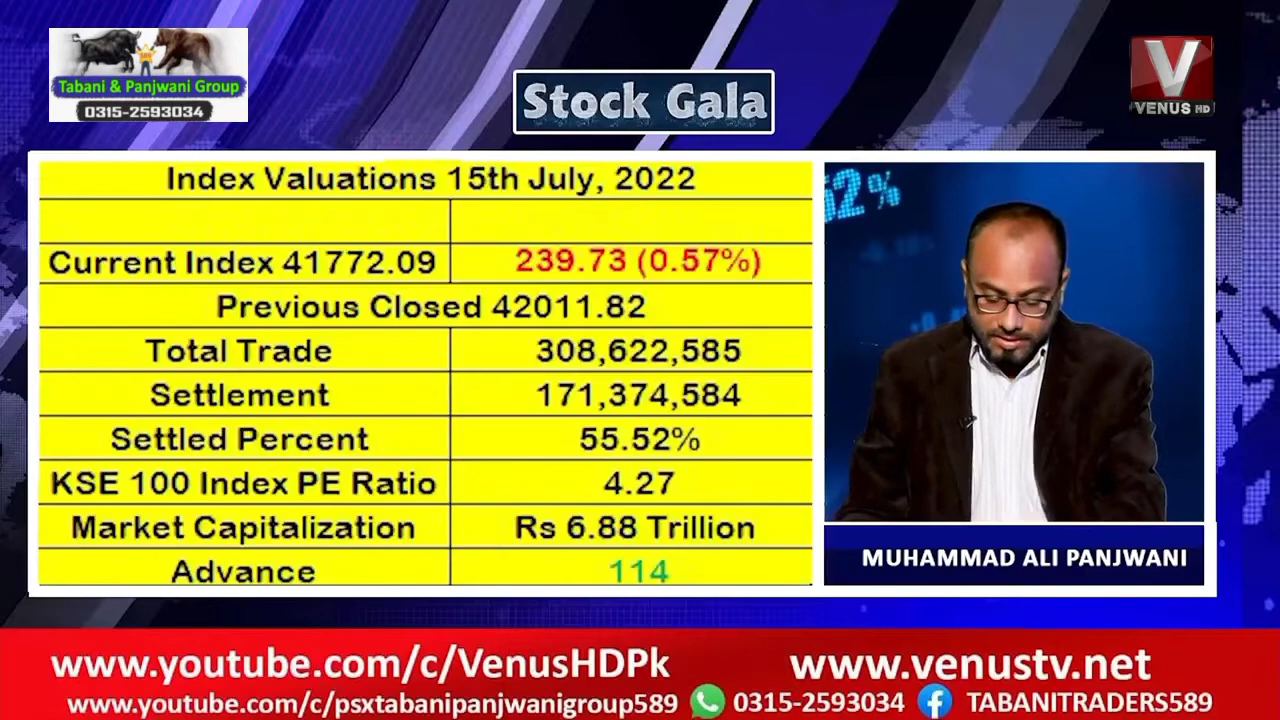 Tabani & Panjwani Group
0315-2593034
Stock Gala
V
VENUS HD
Index Valuations 15th July, 2022
Current Index 41772.09 239.73 (0.57%)
Previous Closed 42011.82
Total Trade 308,622,585
Settlement 171,374,584
Settled Percent 55.52%
KSE 100 Index PE Ratio 4.27
Market Capitalization Rs 6.88 Trillion
Advance 114
52%
MUHAMMAD ALI PANJWANI
www.youtube.com/c/VenusHDPk www.venustv.net
www.youtube.com/c/psxtabanipanjwanigroup589 0315-2593034 TABANITRADERS589